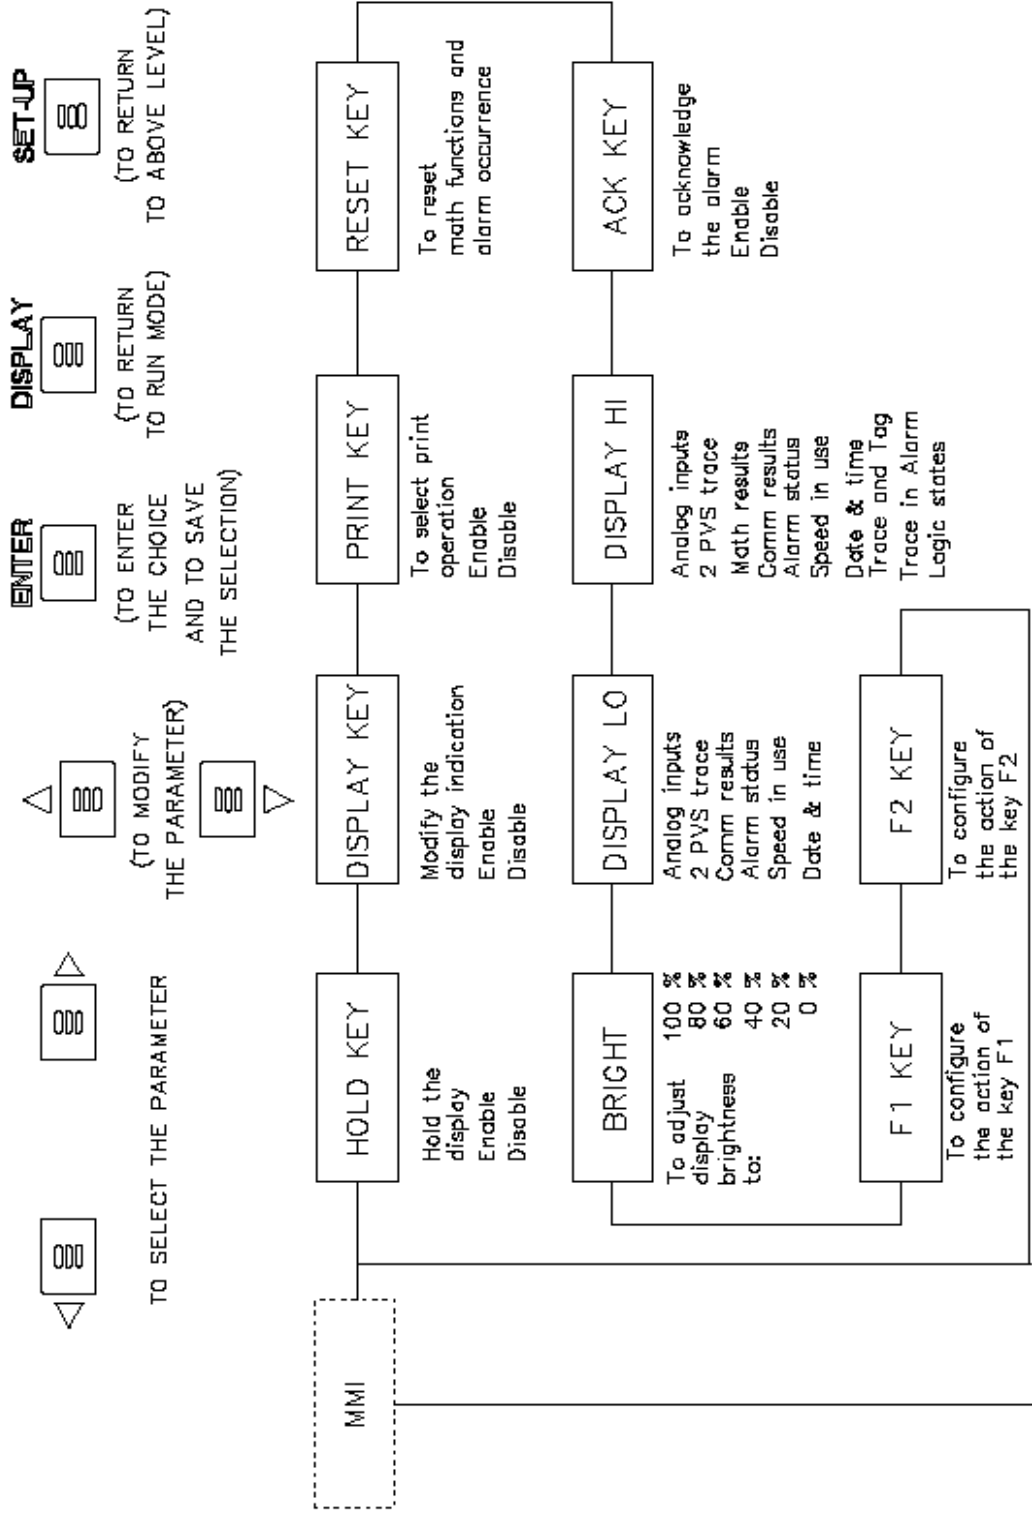 TO SELECT THE PARAMETER
(TO MODIFY
THE PARAMETER)
ENTER
(TO ENTER
THE CHOICE
AND TO SAVE
THE SELECTION)
DISPLAY
(TO RETURN
TO RUN MODE)
SET-UP
(TO RETURN
TO ABOVE LEVEL)
MMI
HOLD KEY
Hold the
display
Enable
Disable
DISPLAY KEY
Modify the
display indication
Enable
Disable
PRINT KEY
To select print
operation
Enable
Disable
RESET KEY
To reset
math functions and
alarm occurrence
BRIGHT
To adjust
display
brightness
to:
100 %
80 %
60 %
40 %
20 %
0 %
DISPLAY LO
Analog inputs
2 PVS trace
Comm results
Alarm status
Speed in use
Date & time
DISPLAY HI
Analog inputs
2 PVS trace
Math results
Comm results
Alarm status
Speed in use
Date & time
Trace and Tag
Trace in Alarm
Logic states
ACK KEY
To acknowledge
the alarm
Enable
Disable
F1 KEY
To configure
the action of
the key F1
F2 KEY
To configure
the action of
the key F2